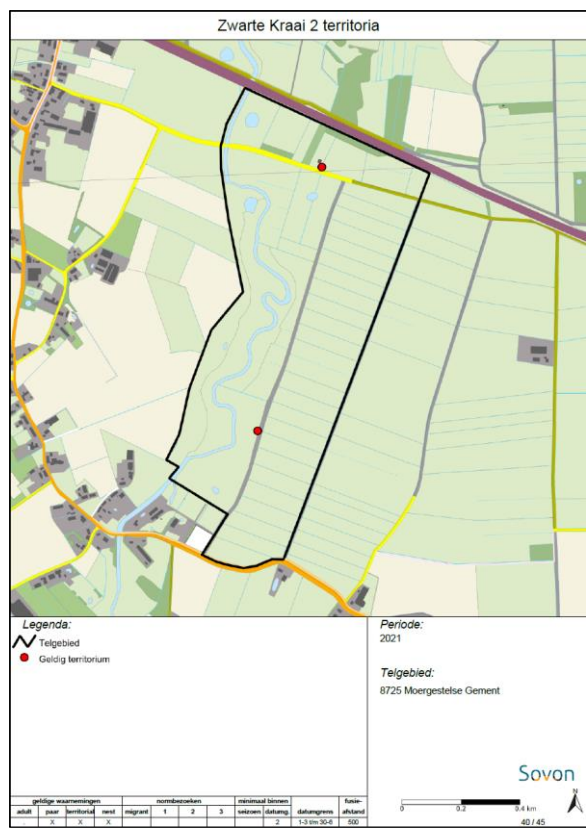 Zwarte Kraai 2 territoria
Legenda:
Telgebied
Geldig territorium
Periode:
2021
Telgebied:
8725 Moergestelse Gement
Sovon
N
0 0.2 0.4 km
40 / 45
geldige waarnemingen normbezoeken minimaal binnen fusie-
adult paar territorial nest migrant 1 2 3 seizoen datumg. datumgrens afstand
. X X X 2 1-3 t/m 30-6 500